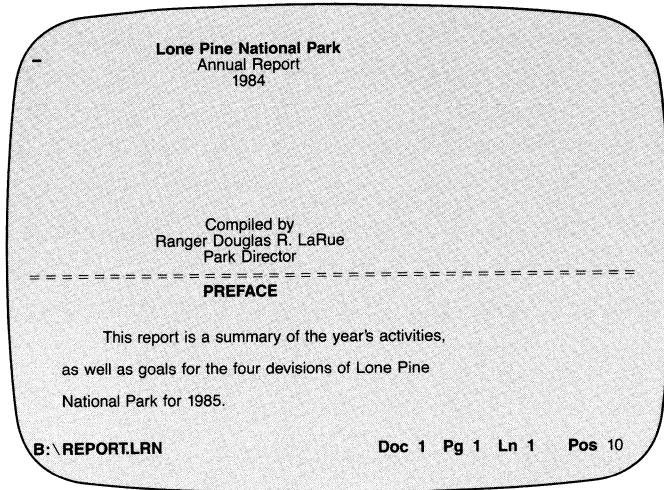 Lone Pine National Park
Annual Report
1984
Compiled by
Ranger Douglas R. LaRue
Park Director
================================================
PREFACE
This report is a summary of the year's activities,
as well as goals for the four devisions of Lone Pine
National Park for 1985.
B:\REPORT.LRN Doc 1 Pg 1 Ln 1 Pos 10